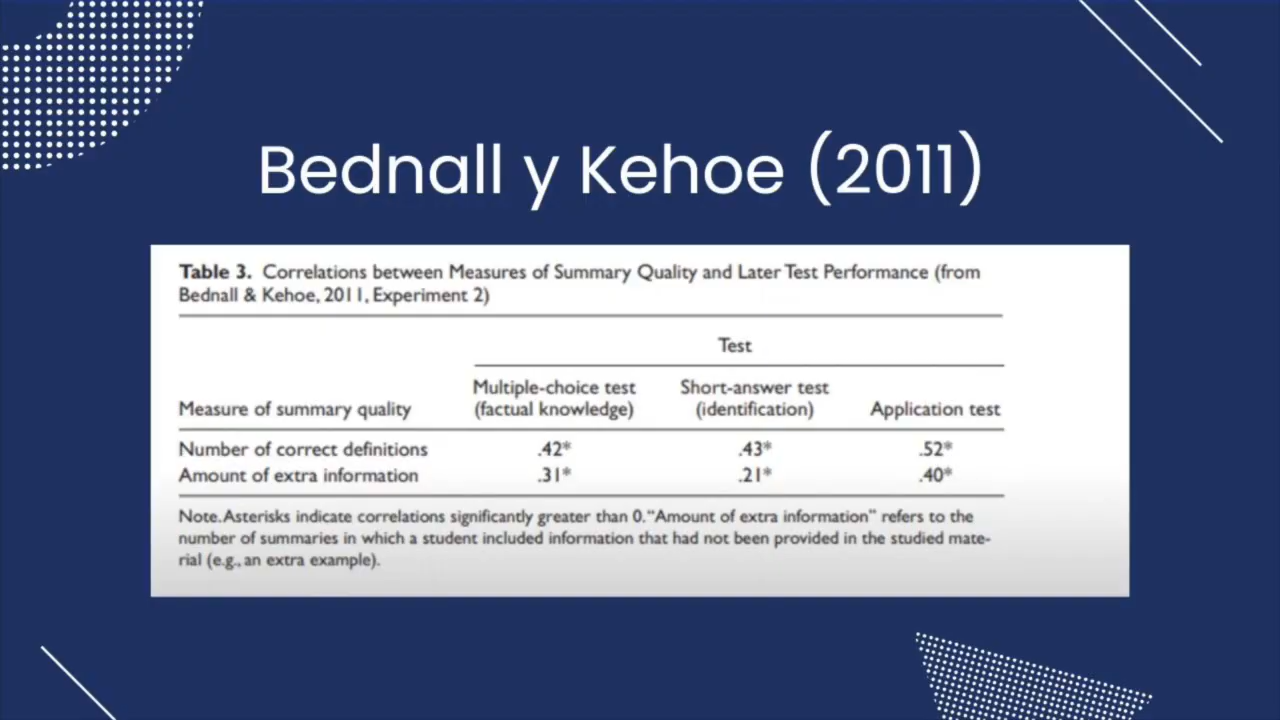 Bednall y Kehoe (2011)
Table 3. Correlations between Measures of Summary Quality and Later Test Performance (from
Bednall & Kehoe, 2011, Experiment 2)
Test
Multiple-choice test Short-answer test
Measure of summary quality (factual knowledge) (identification) Application test
Number of correct definitions .42* .43* .52*
Amount of extra information .31* .21* .40*
Note. Asterisks indicate correlations significantly greater than 0. “Amount of extra information” refers to the
number of summaries in which a student included information that had not been provided in the studied mate-
rial (e.g., an extra example).